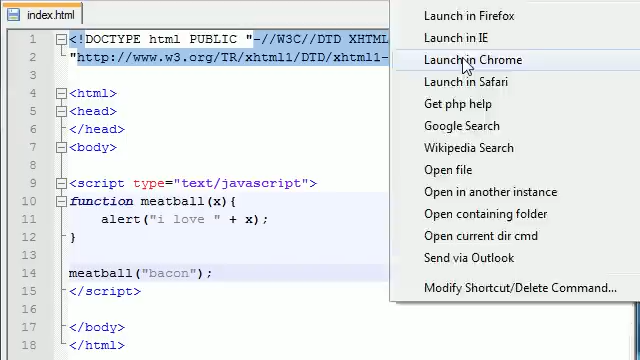 index.html
1 <!DOCTYPE html PUBLIC "-//W3C//DTD XHTML
2 "http://www.w3.org/TR/xhtml1/DTD/xhtml1-
3
4 <html>
5 <head>
6 </head>
7 <body>
8
9 <script type="text/javascript">
10 function meatball(x){
11 alert("i love " + x);
12 }
13
14 meatball("bacon");
15 </script>
16
17 </body>
18 </html>
Launch in Firefox
Launch in IE
Launch in Chrome
Launch in Safari
Get php help
Google Search
Wikipedia Search
Open file
Open in another instance
Open containing folder
Open current dir cmd
Send via Outlook
Modify Shortcut/Delete Command...